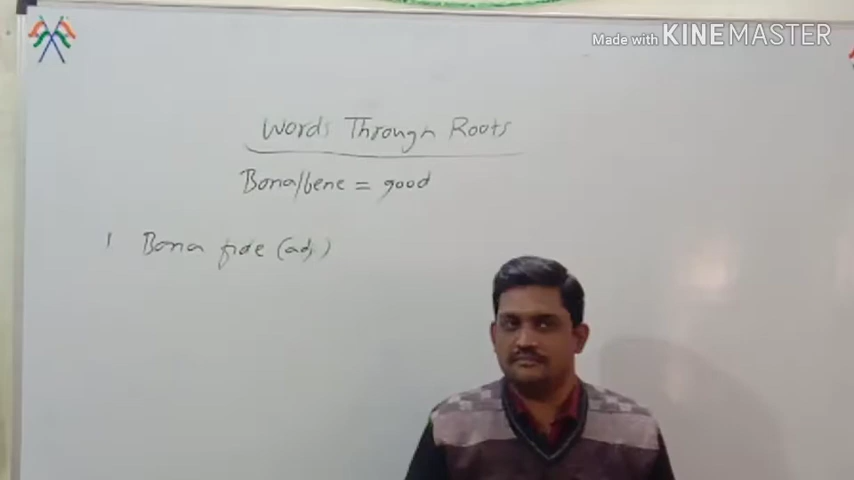 Made with KINEMASTER
Words Through Roots
Bona/bene = good
1 Bona fide (adj.)